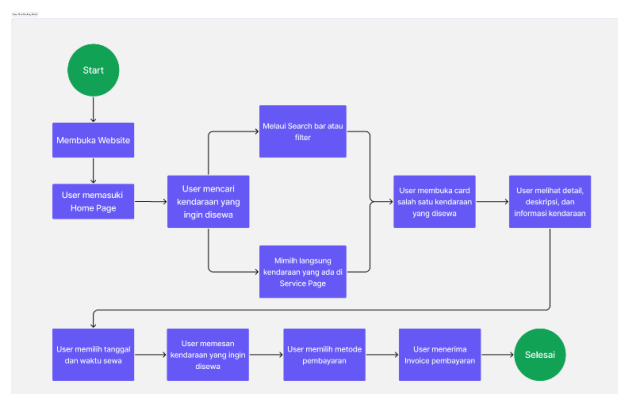 Start
Membuka Website
User memasuki
Home Page
User mencari
kendaraan yang
ingin disewa
Melaui Search bar atau
filter
Mimilh langsung
kendaraan yang ada di
Service Page
User membuka card
salah satu kendaraan
yang disewa
User melihat detail,
deskripsi, dan
informasi kendaraan
User memilih tanggal
dan waktu sewa
User memesan
kendaraan yang ingin
disewa
User memilih metode
pembayaran
User menerima
Invoice pembayaran
Selesai